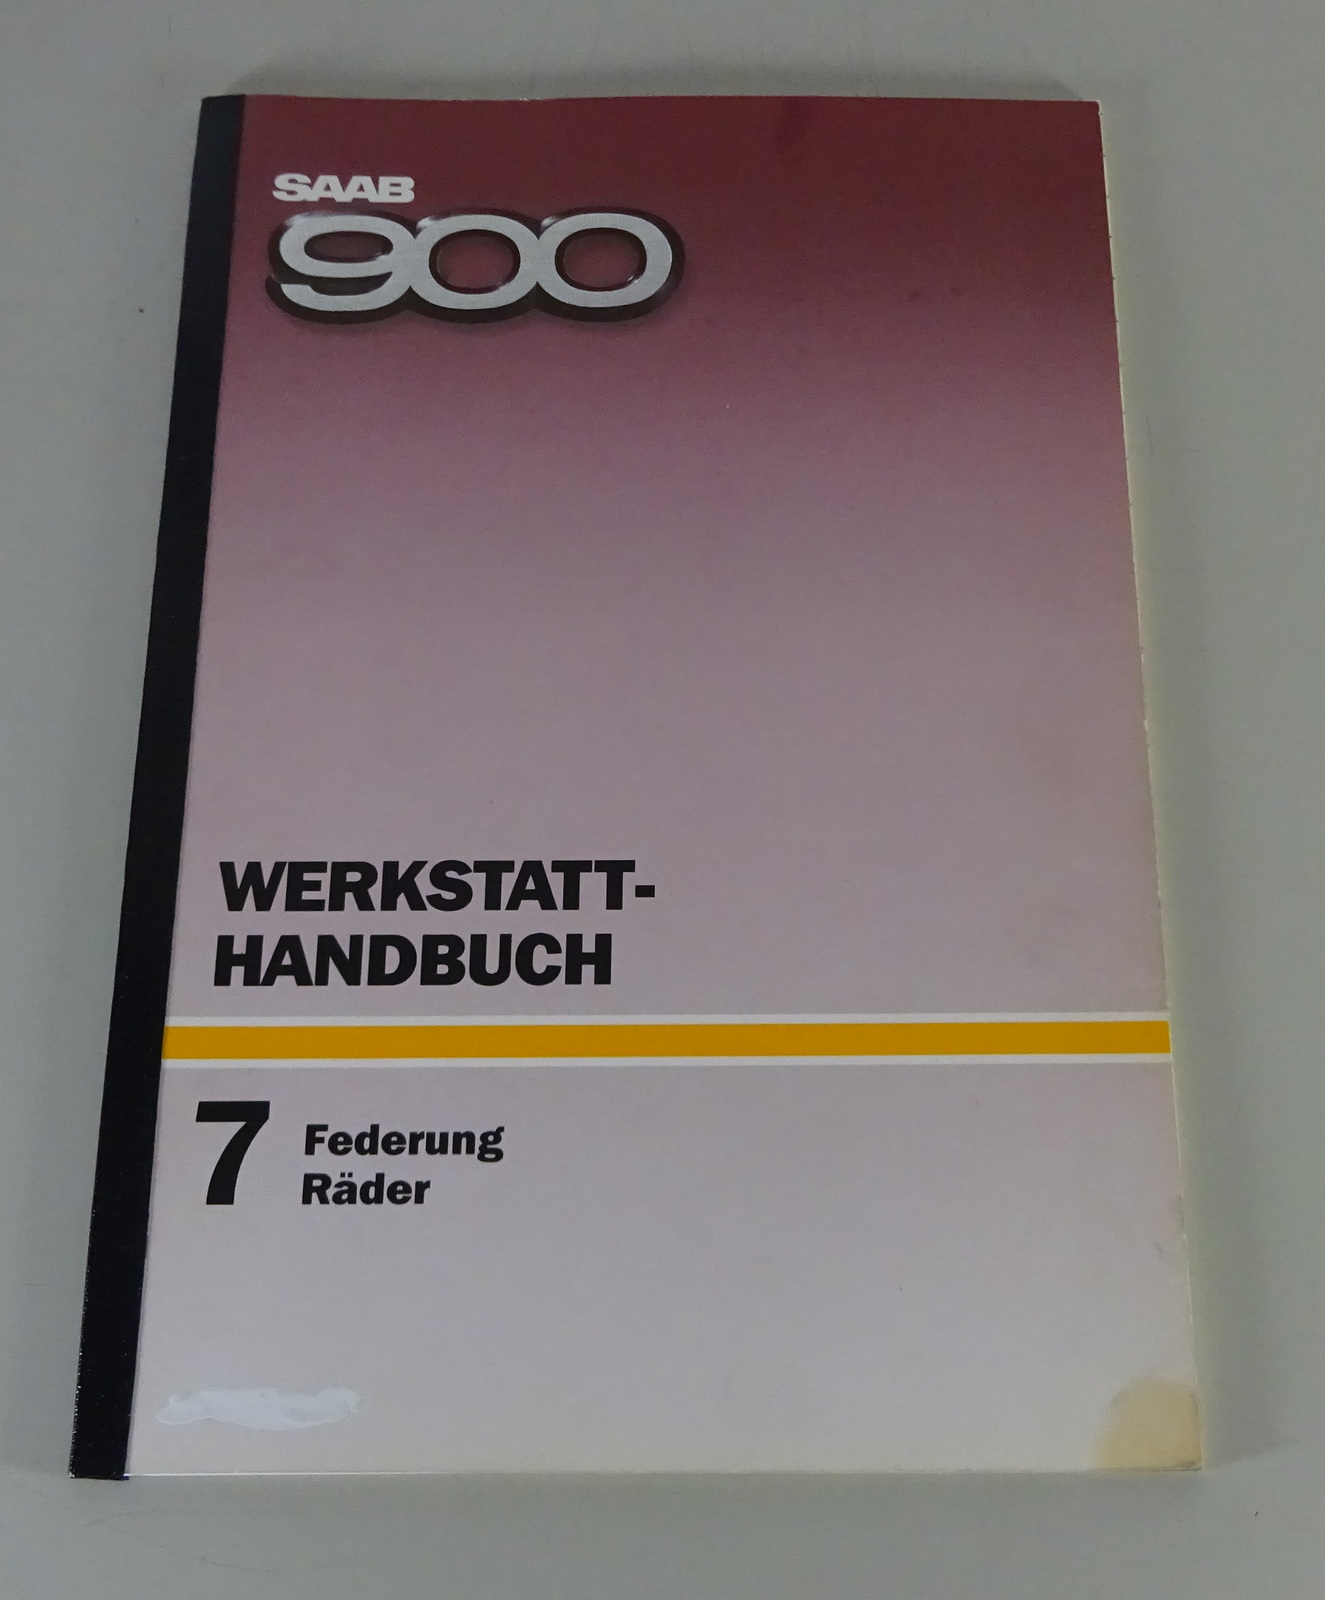 SAAB
900
WERKSTATT-
HANDBUCH
7 Federung
Räder